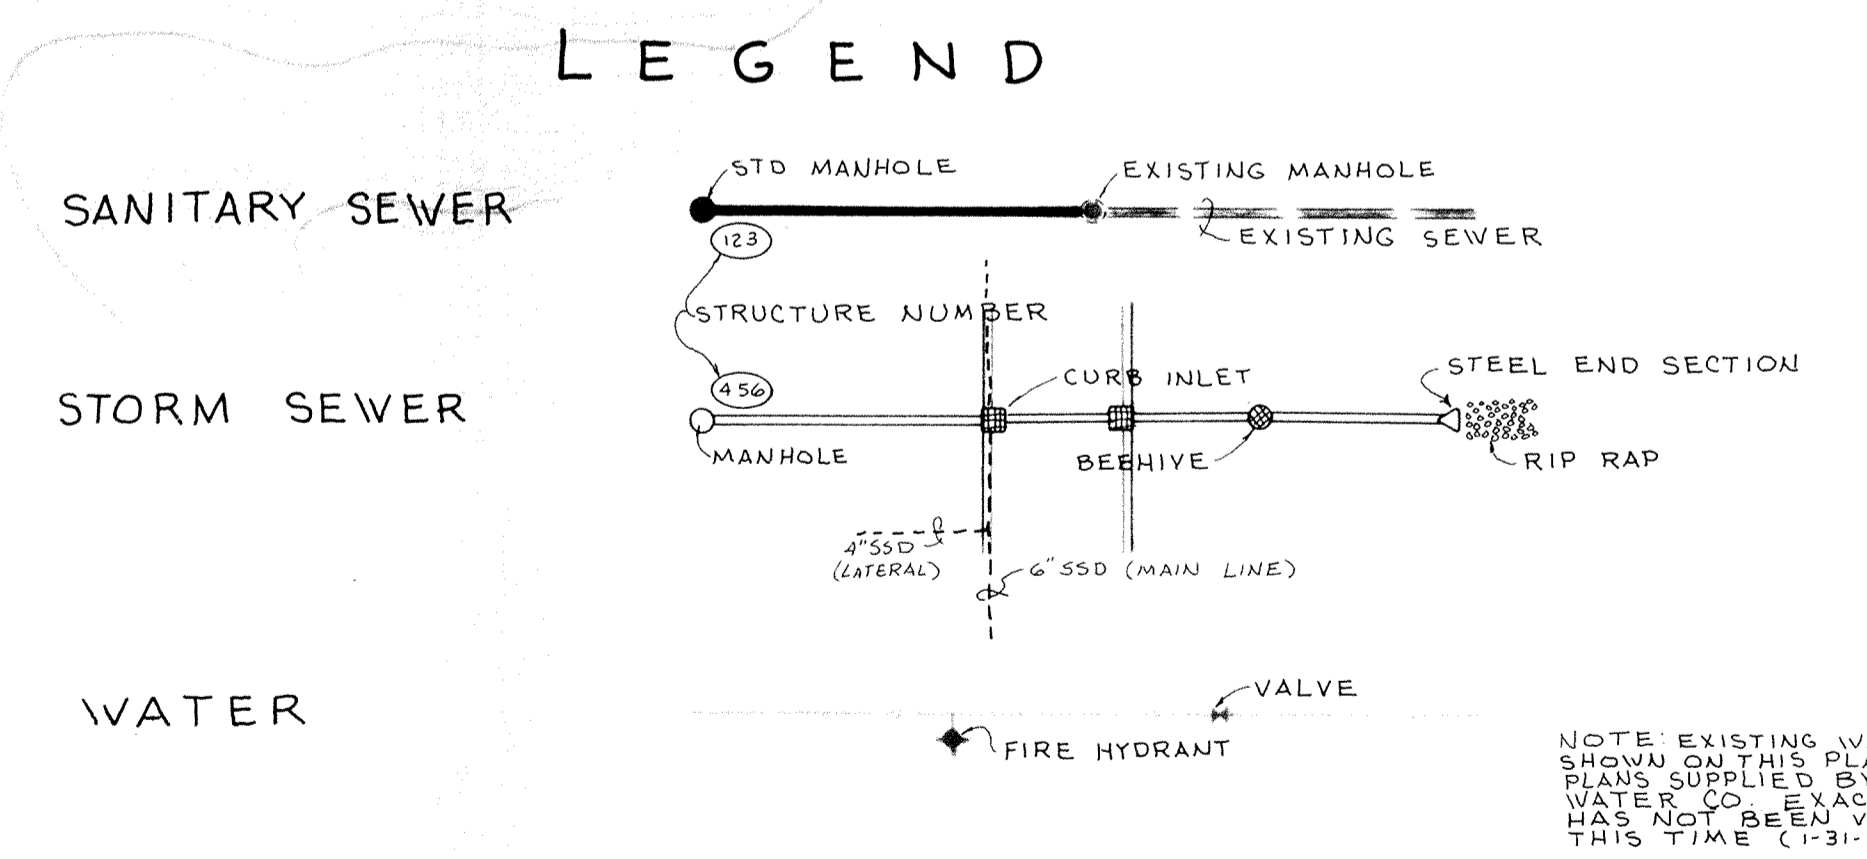 LEGEND
SANITARY SEWER
STD MANHOLE
EXISTING MANHOLE
EXISTING SEWER
123
STRUCTURE NUMBER
456
STORM SEWER
MANHOLE
CURB INLET
BEEHIVE
STEEL END SECTION
RIP RAP
4" SSD
(LATERAL)
6" SSD (MAIN LINE)
WATER
VALVE
FIRE HYDRANT
NOTE: EXISTING
SHOWN ON THIS
PLANS SUPPLIED
WATER CO.
HAS NOT BEEN
THIS TIME (1-31-